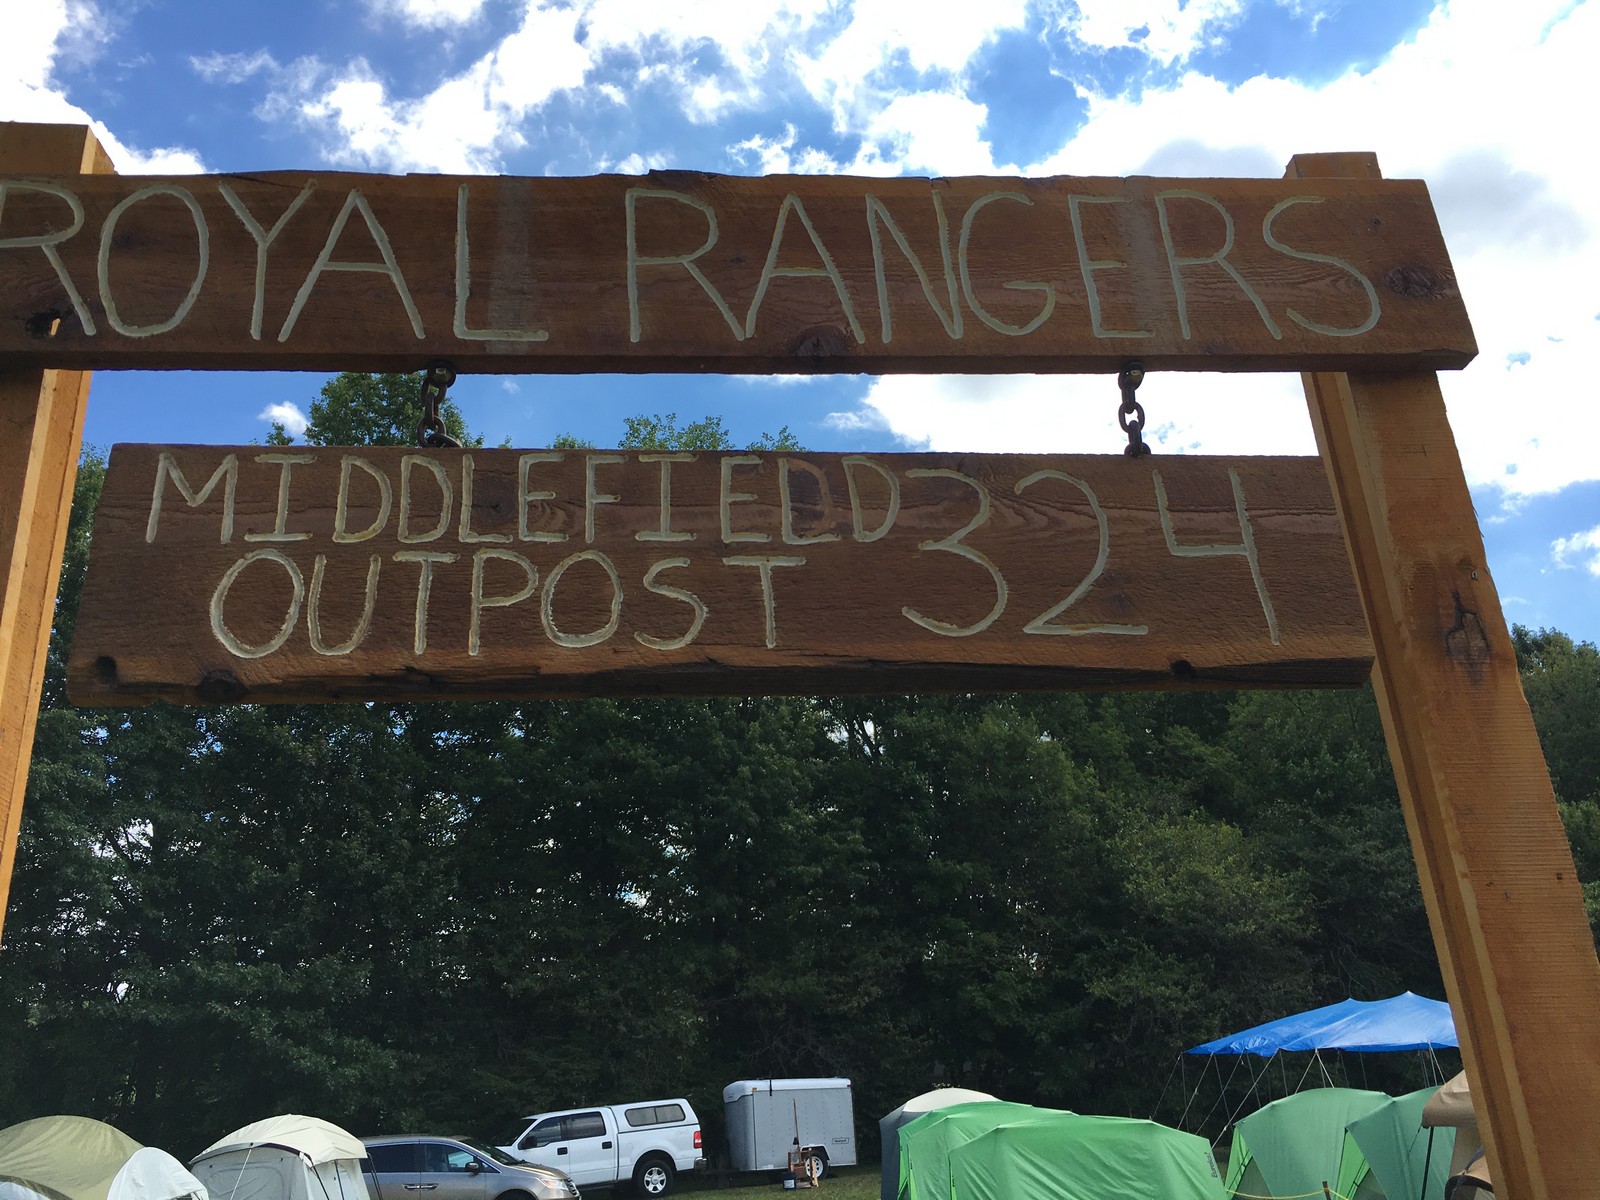 ROYAL RANGERS
MIDDLEFIELD 324
OUTPOST